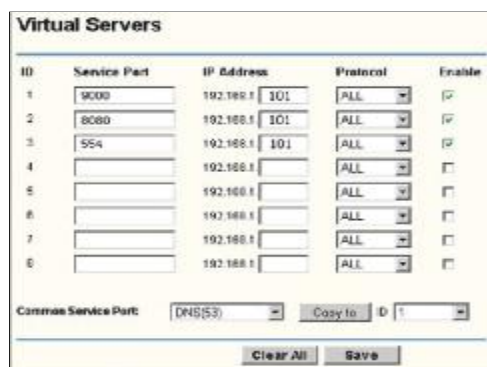 Virtual Servers
ID Service Port IP Address Protocol Enable
1 9000 192.168.1. 101 ALL
2 8080 192.168.1. 101 ALL
3 554 192.168.1. 101 ALL
4 192.168.1. ALL
5 192.168.1. ALL
6 192.168.1. ALL
7 192.168.1. ALL
8 192.168.1. ALL
Common Service Port: DNS(53) Copy to ID 1
Clear All Save